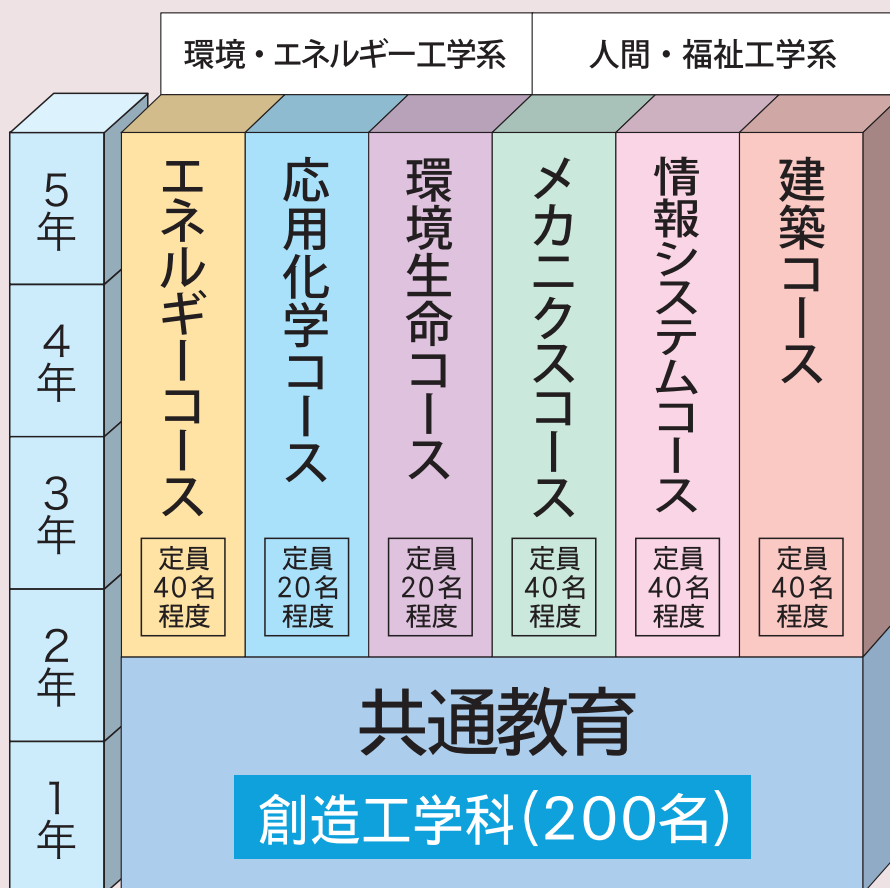 環境・エネルギー工学系
人間・福祉工学系
5年
4年
3年
2年
1年
エネルギーコース
定員
40名
程度
応用化学コース
定員
20名
程度
環境生命コース
定員
20名
程度
メカニクスコース
定員
40名
程度
情報システムコース
定員
40名
程度
建築コース
定員
40名
程度
共通教育
創造工学科(200名)